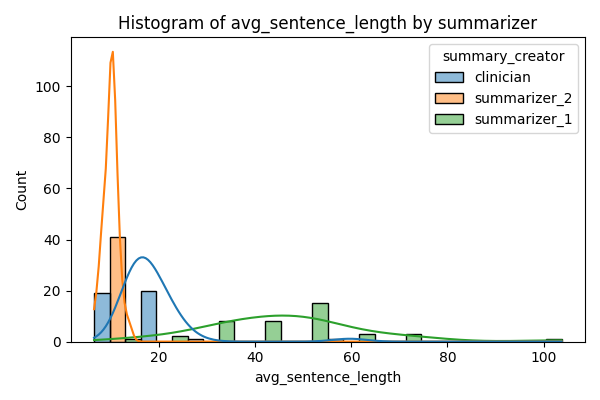 Histogram of avg_sentence_length by summarizer
summary_creator
clinician
summarizer_2
summarizer_1
Count
100
80
60
40
20
0
20 40 60 80 100
avg_sentence_length